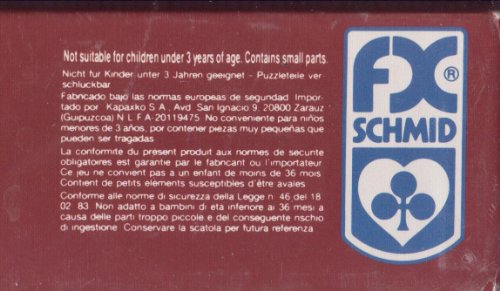 Not suitable for children under 3 years of age. Contains small parts.
Nicht fur Kinder unter 3 Jahren geeignet - Puzzleteile ver-
schluckbar
Fabricado bajo las normas europeas de segundad. Impor-
tado por Kapaxko S A , Avd San Ignacio 9, 20800 Zarauz
(Guipuzcoa) N I F A-20119475. No conveniente para niños
menores de 3 años, por contener piezas muy pequeñas que
pueden ser tragadas
La conformite du present produit aux normes de securite
obligatoires est garantie par le fabricant ou l'importateur
Ce jeu ne convient pas a un enfant de moins de 36 mois
Contient de petits elements susceptibles d'être avales
Conforme alle norme di sicurezza della Legge n 46 del 18
02 83. Non adatto a bambini di eta inferiore ai 36 mesi a
causa delle parti troppo piccole e del conseguente rischio
di ingestione Conservare la scatola per futura referenza
FX ®
SCHMID